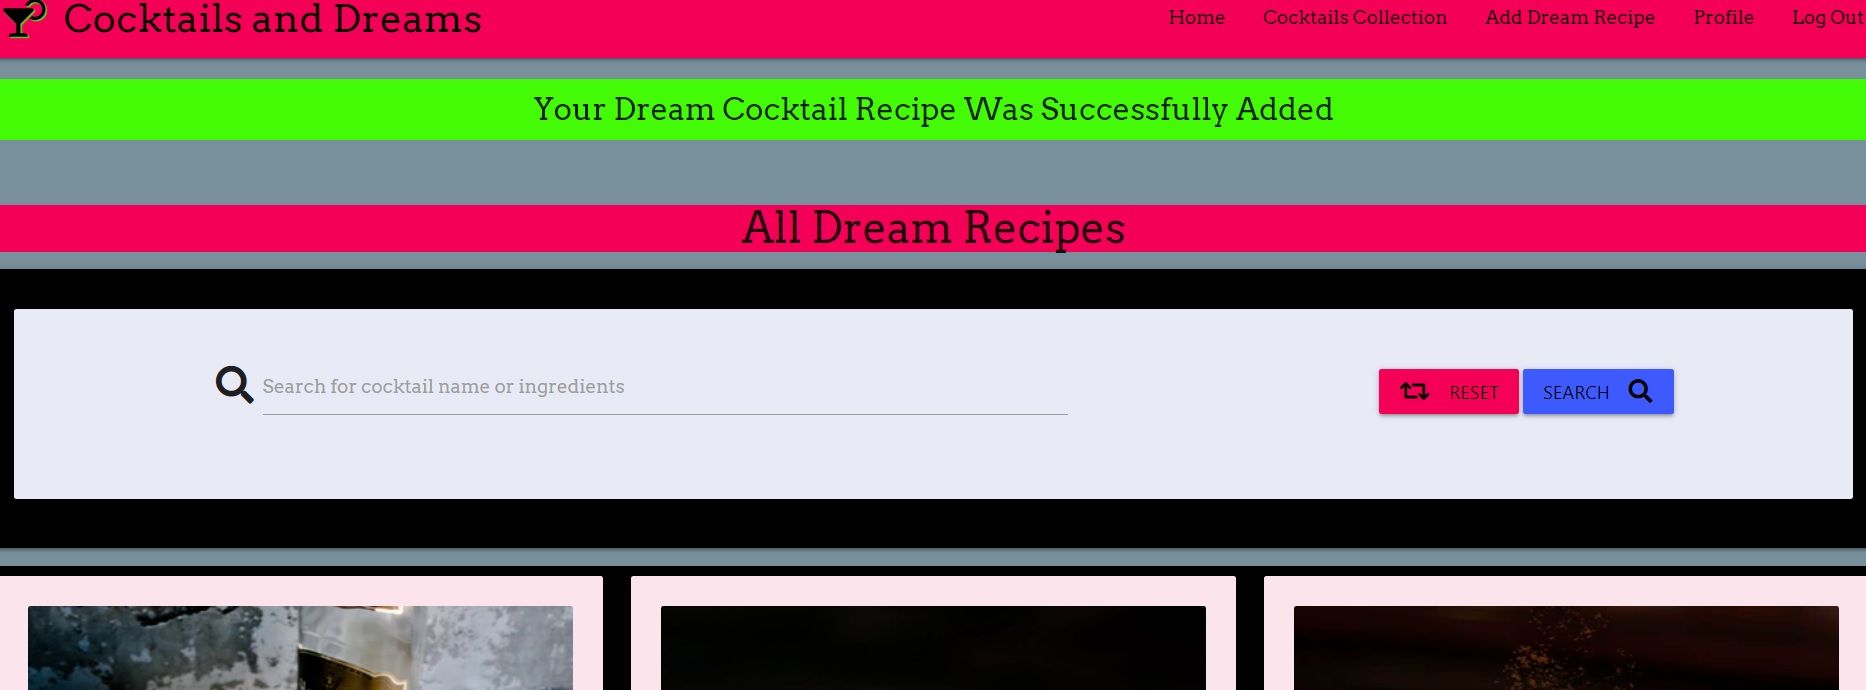 Cocktails and Dreams
Home Cocktails Collection Add Dream Recipe Profile Log Out
Your Dream Cocktail Recipe Was Successfully Added
All Dream Recipes
Search for cocktail name or ingredients
RESET SEARCH